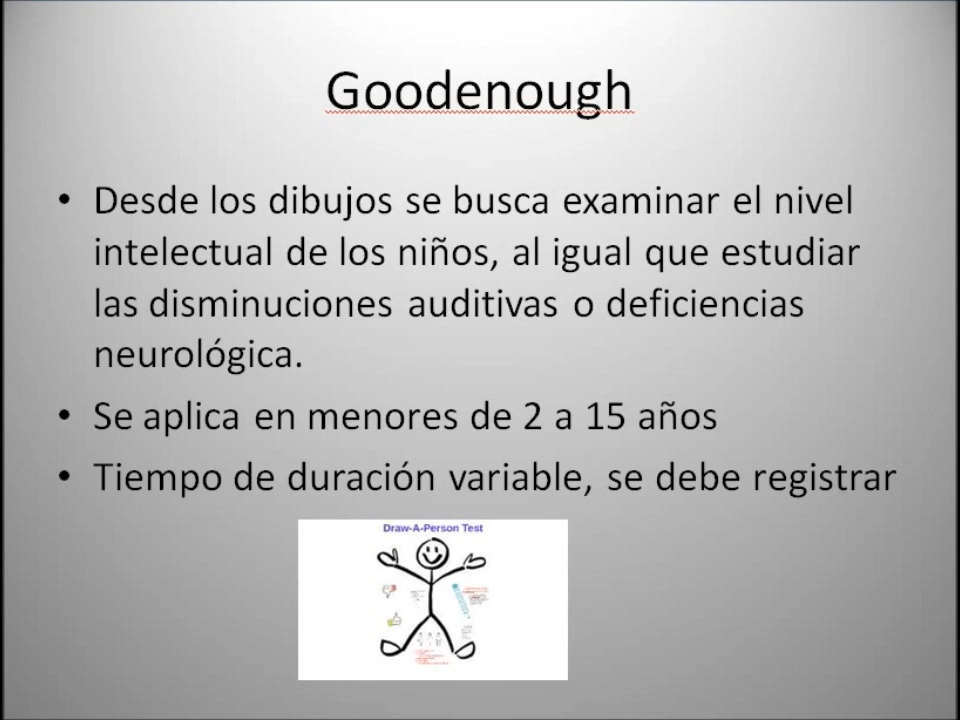 Goodenough
• Desde los dibujos se busca examinar el nivel
intelectual de los niños, al igual que estudiar
las disminuciones auditivas o deficiencias
neurológica.
• Se aplica en menores de 2 a 15 años
• Tiempo de duración variable, se debe registrar
Draw-A-Person Test